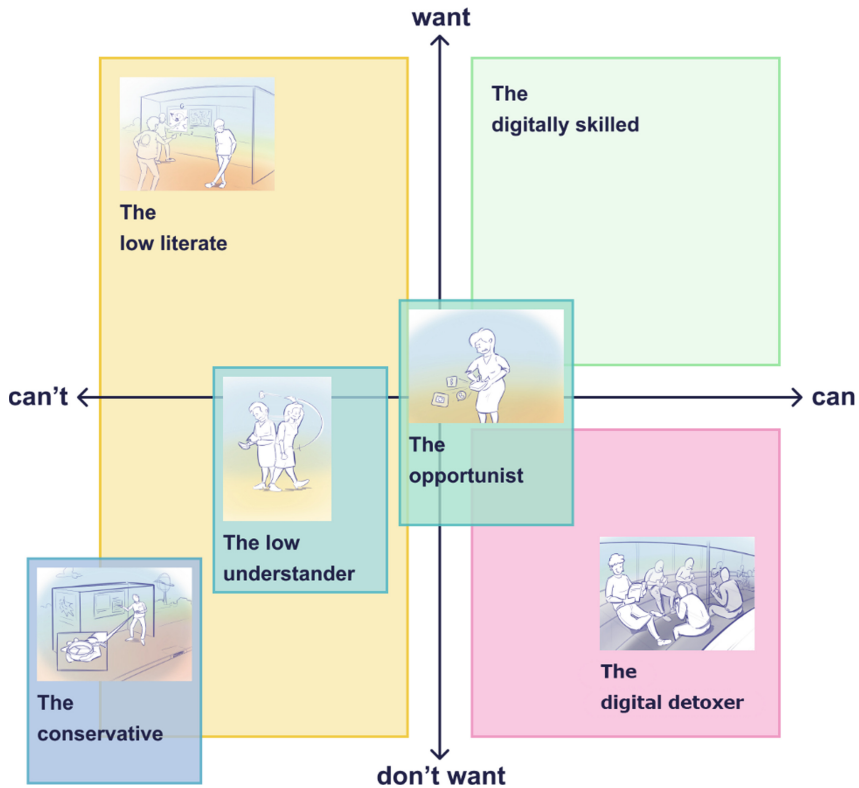 want
The
digitally skilled
The
low literate
can’t
can
The
opportunist
The low
understander
The
digital detoxer
The
conservative
don’t want